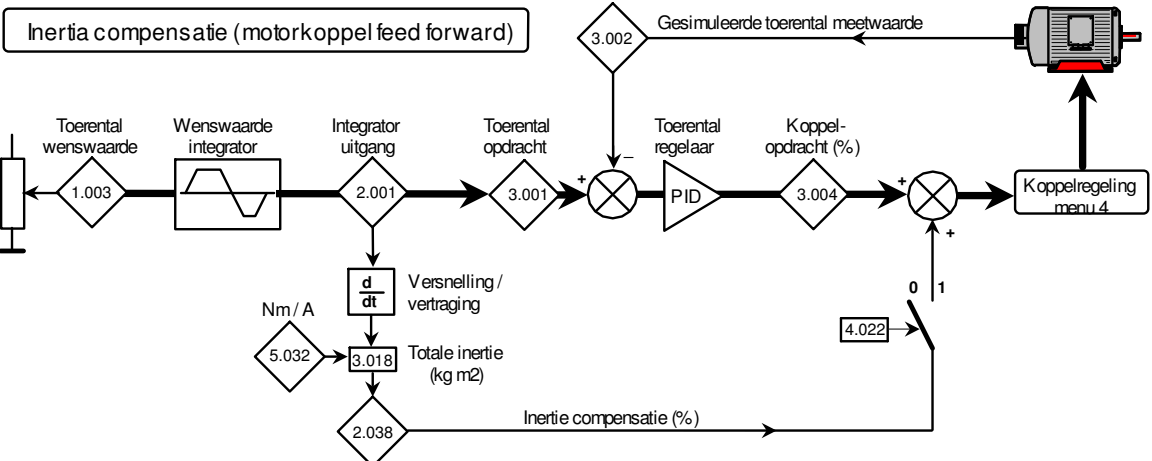 Inertia compensatie (motorkoppel feed forward)
Gesimuleerde toerental meetwaarde
3.002
Toerental
wenswaarde
Wenswaarde
integrator
Integrator
uitgang
Toerental
opdracht
Toerental
regelaar
Koppel-
opdracht (%)
1.003
2.001
3.001
+
–
PID
3.004
+
+
Koppelregeling
menu 4
d
dt
Versnelling /
vertraging
Nm / A
5.032
3.018
Totale inertie
(kg m2)
0 1
4.022
2.038
Inertie compensatie (%)